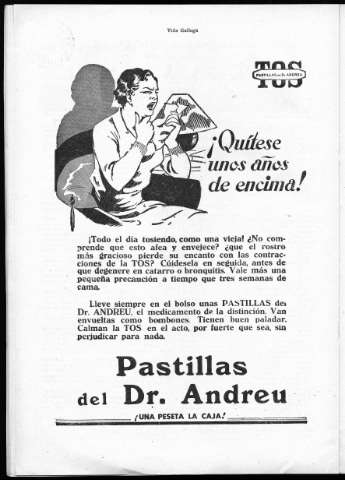 Vida Gallega
TOS
PASTILLAS del Dr. ANDREU
¡Quítese
unos años
de encima!
¡Todo el día tosiendo, como una vieja! ¿No com-
prende que esto afea y envejece? ¿que el rostro
más gracioso pierde su encanto con las contrac-
ciones de la TOS? Cúidesela en seguida, antes de
que degenere en catarro o bronquitis. Vale más una
pequeña precaución a tiempo que tres semanas de
cama.
Lleve siempre en el bolso unas PASTILLAS del
Dr. ANDREU, el medicamento de la distinción. Van
envueltas como bombones. Tienen buen paladar.
Calman la TOS en el acto, por fuerte que sea, sin
perjudicar para nada.
Pastillas
del Dr. Andreu
¡UNA PESETA LA CAJA!